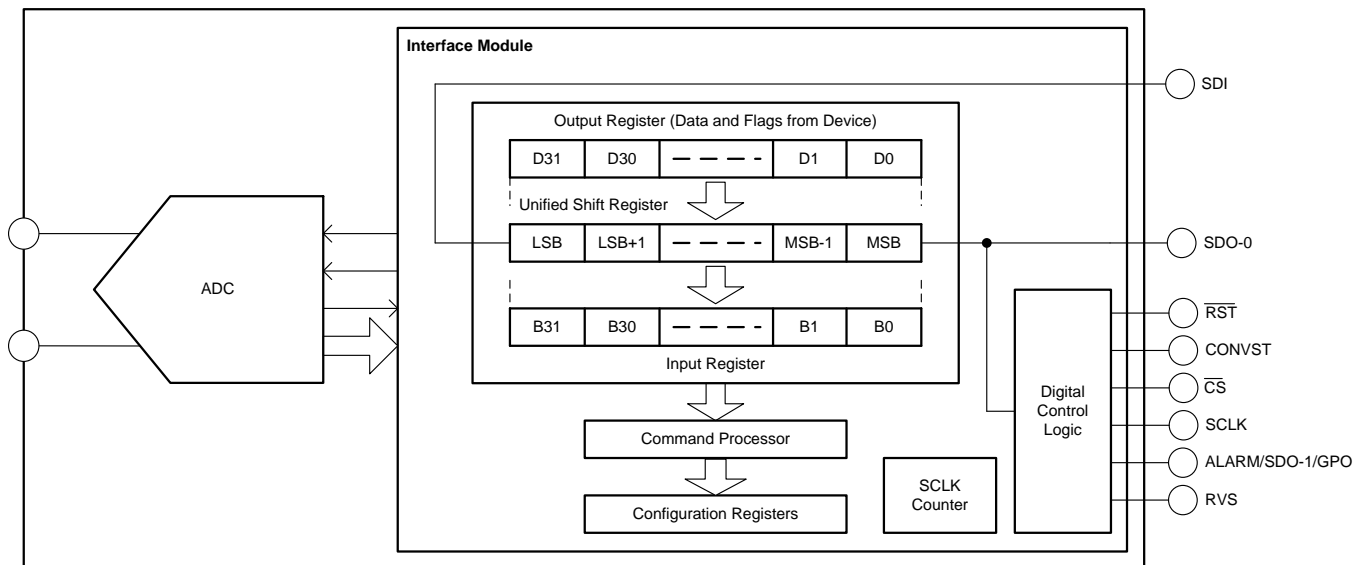 Interface Module
SDI
Output Register (Data and Flags from Device)
D31 D30 D1 D0
Unified Shift Register
LSB LSB+1 MSB-1 MSB
SDO-0
ADC
B31 B30 B1 B0
Input Register
RST
CONVST
CS
SCLK
ALARM/SDO-1/GPO
RVS
Digital
Control
Logic
Command Processor
SCLK
Counter
Configuration Registers